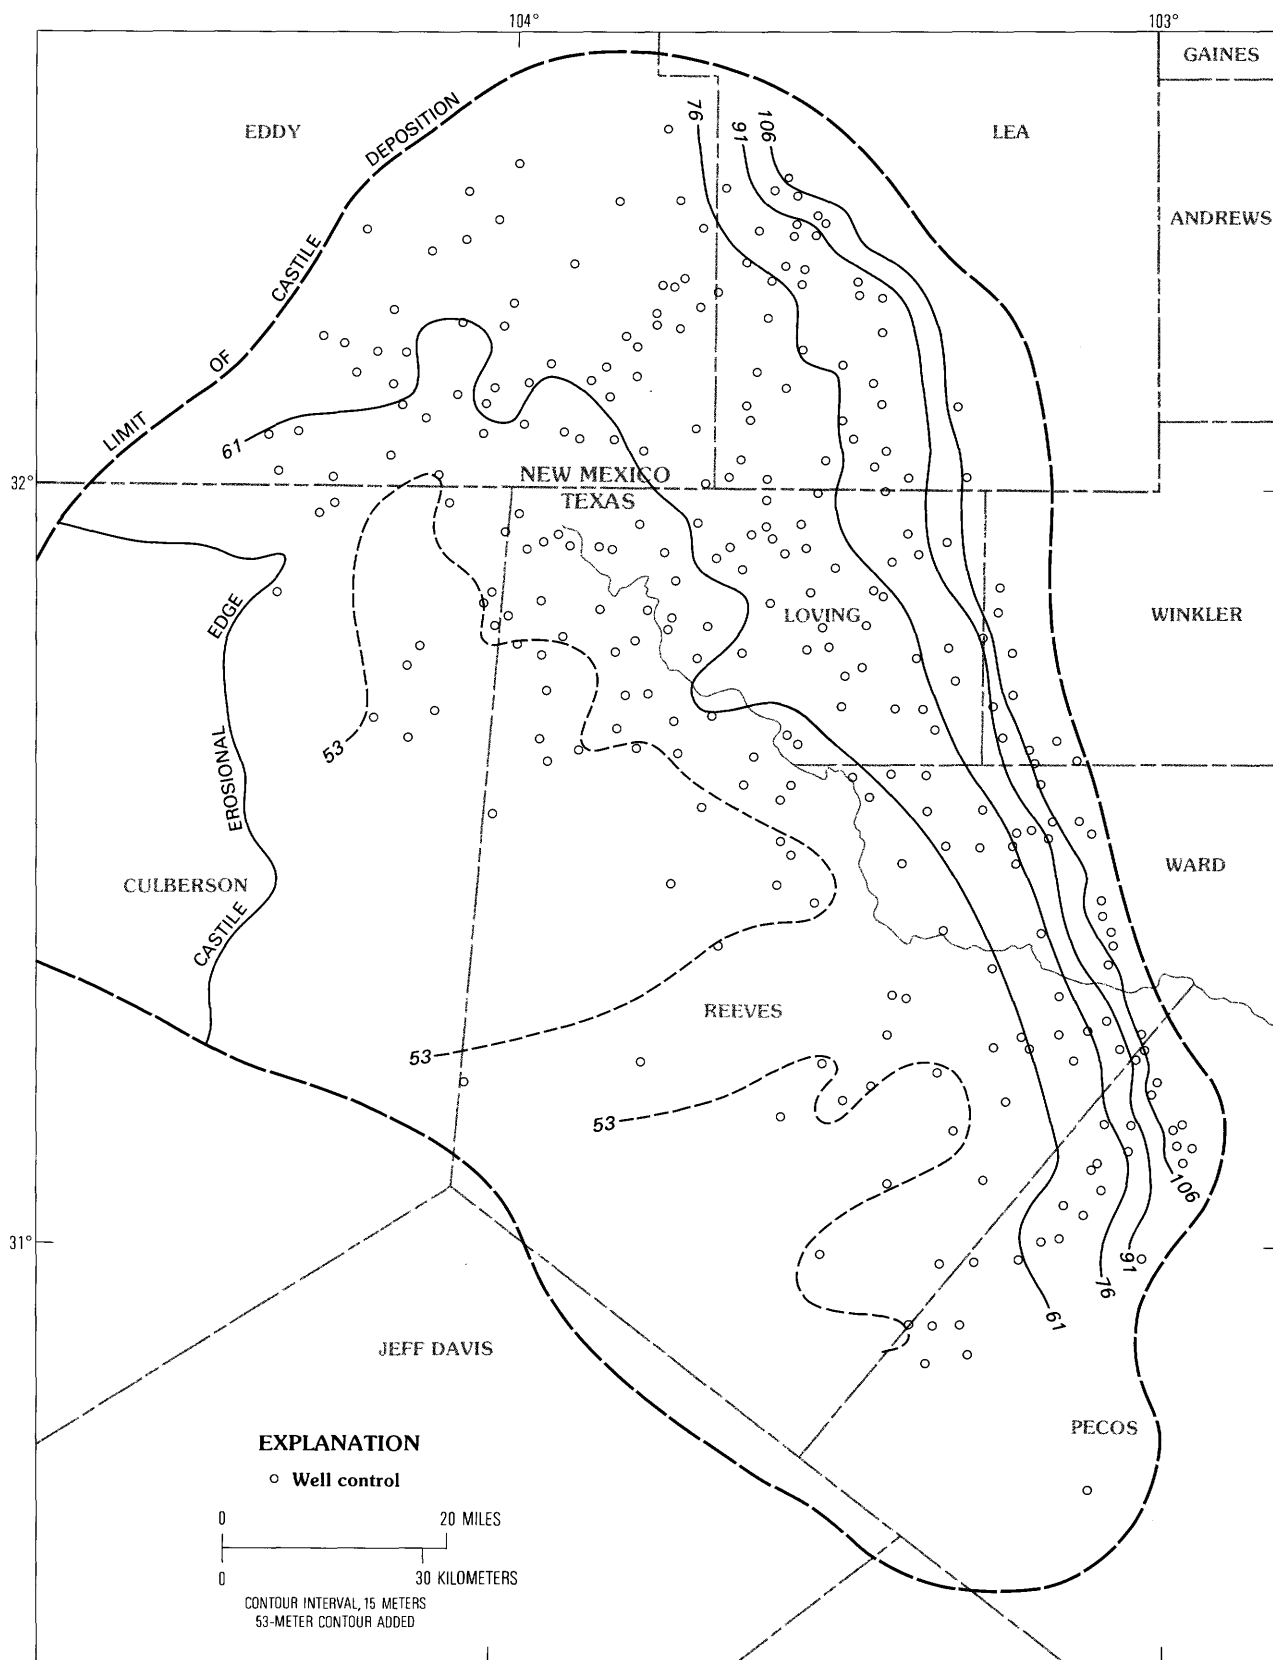 104°
103°
GAINES
EDDY
DEPOSITION
76
91
106
LEA
ANDREWS
CASTILE
OF
LIMIT
61
32°
NEW MEXICO
TEXAS
EDGE
LOVING
WINKLER
53
EROSIONAL
CULBERSON
WARD
CASTILE
REEVES
53
53
106
31°
91
76
61
JEFF DAVIS
PECOS
EXPLANATION
○ Well control
0 20 MILES
0 30 KILOMETERS
CONTOUR INTERVAL, 15 METERS
53-METER CONTOUR ADDED